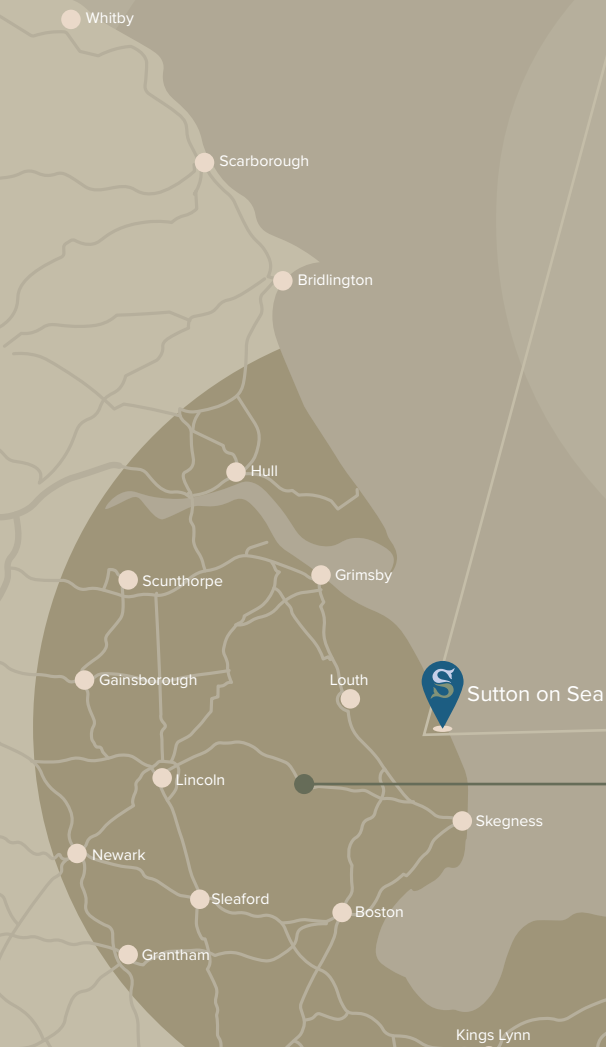 Whitby
Scarborough
Bridlington
Hull
Scunthorpe
Grimsby
Gainsborough
Louth
S
Sutton on Sea
Lincoln
Skegness
Newark
Sleaford
Boston
Grantham
Kings Lynn